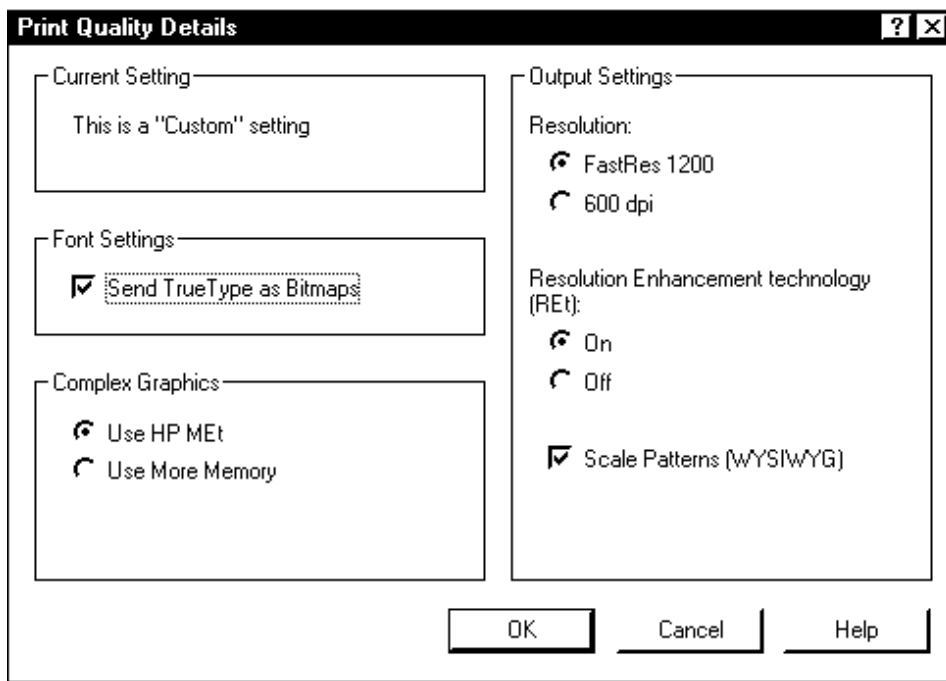 Print Quality Details
Current Setting
This is a "Custom" setting
Font Settings
Send TrueType as Bitmaps
Complex Graphics
Use HP MEt
Use More Memory
Output Settings
Resolution:
FastRes 1200
600 dpi
Resolution Enhancement technology
(REt):
On
Off
Scale Patterns (WYSIWYG)
OK
Cancel
Help